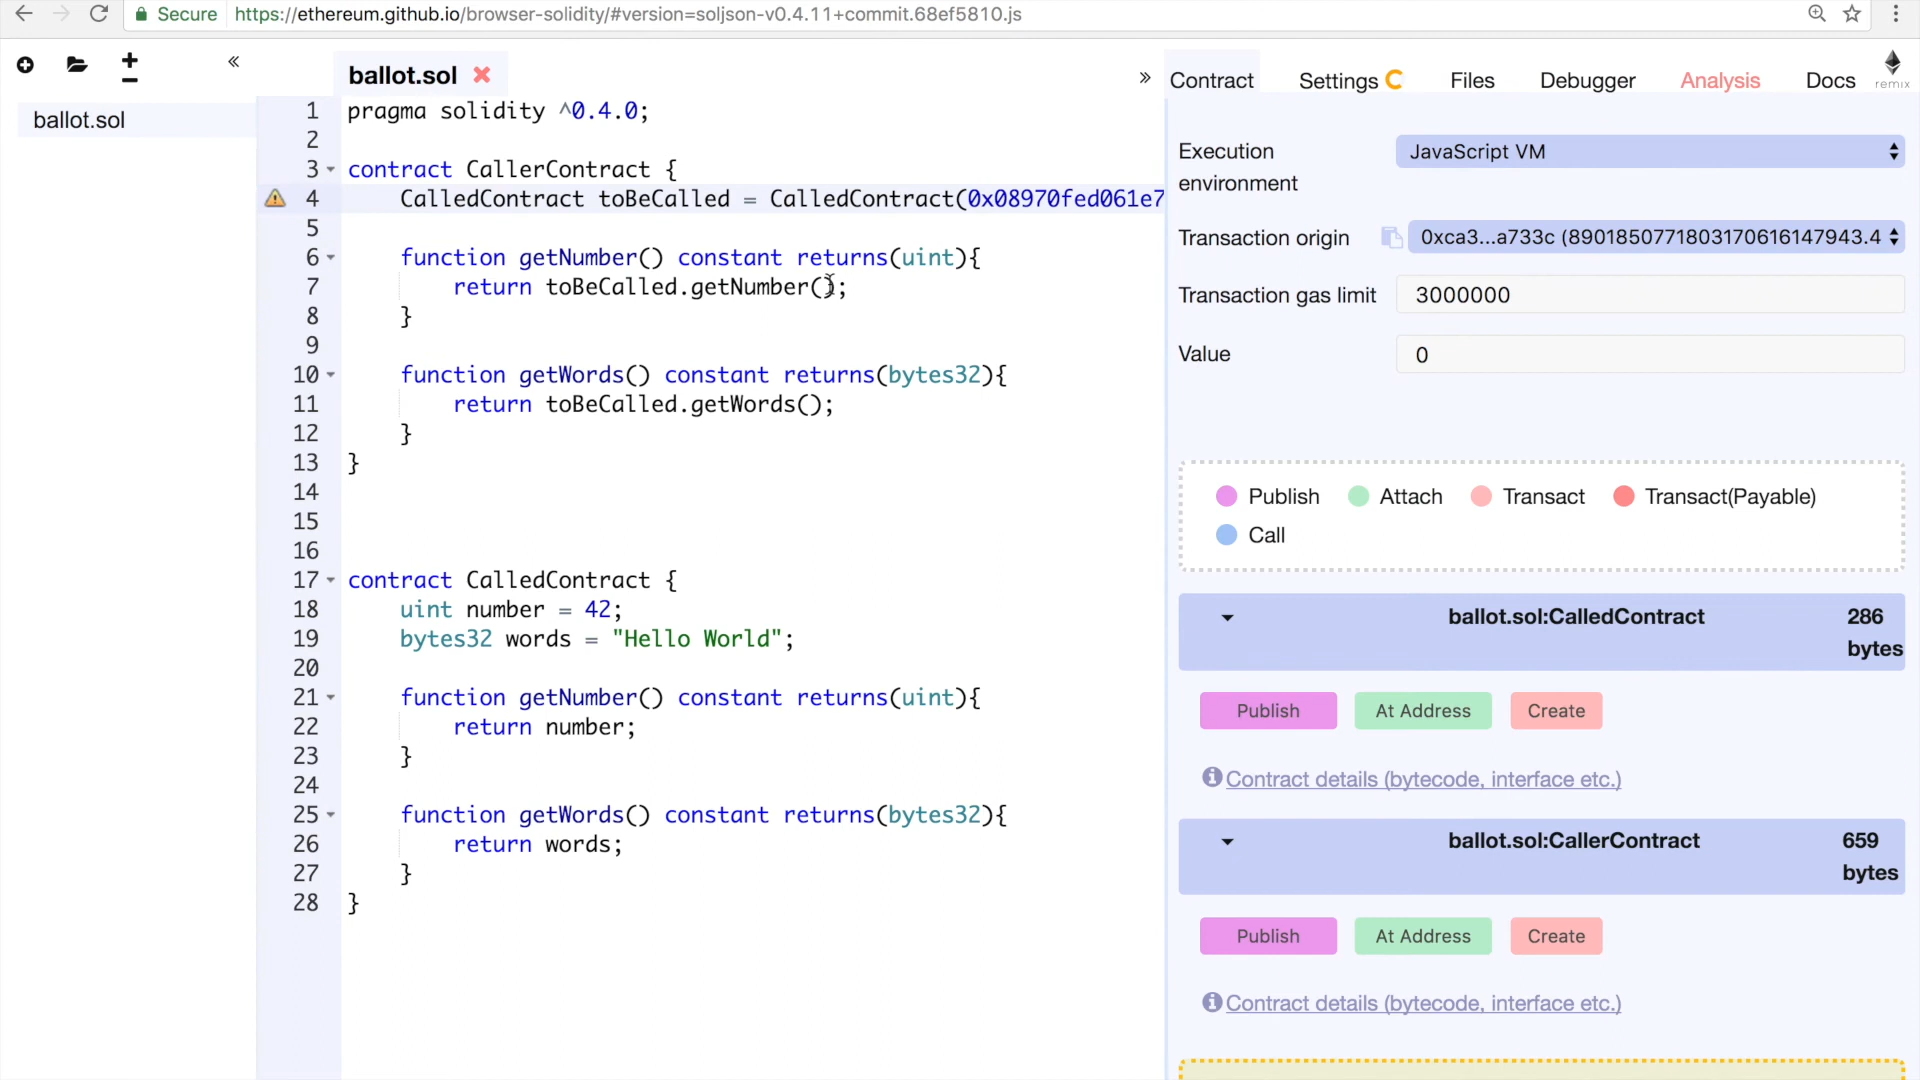 Secure https://ethereum.github.io/browser-solidity/#version=soljson-v0.4.11+commit.68ef5810.js
ballot.sol
Contract Settings Files Debugger Analysis Docs remix
ballot.sol
1 pragma solidity ^0.4.0;
2
3 contract CallerContract {
4 CalledContract toBeCalled = CalledContract(0x08970fed061e7
5
6 function getNumber() constant returns(uint){
7 return toBeCalled.getNumber();
8 }
9
10 function getWords() constant returns(bytes32){
11 return toBeCalled.getWords();
12 }
13 }
14
15
16
17 contract CalledContract {
18 uint number = 42;
19 bytes32 words = "Hello World";
20
21 function getNumber() constant returns(uint){
22 return number;
23 }
24
25 function getWords() constant returns(bytes32){
26 return words;
27 }
28 }
Execution
environment
JavaScript VM
Transaction origin 0xca3...a733c (8901850771803170616147943.4
Transaction gas limit 3000000
Value 0
Publish Attach Transact Transact(Payable)
Call
ballot.sol:CalledContract 286
bytes
Publish At Address Create
Contract details (bytecode, interface etc.)
ballot.sol:CallerContract 659
bytes
Publish At Address Create
Contract details (bytecode, interface etc.)